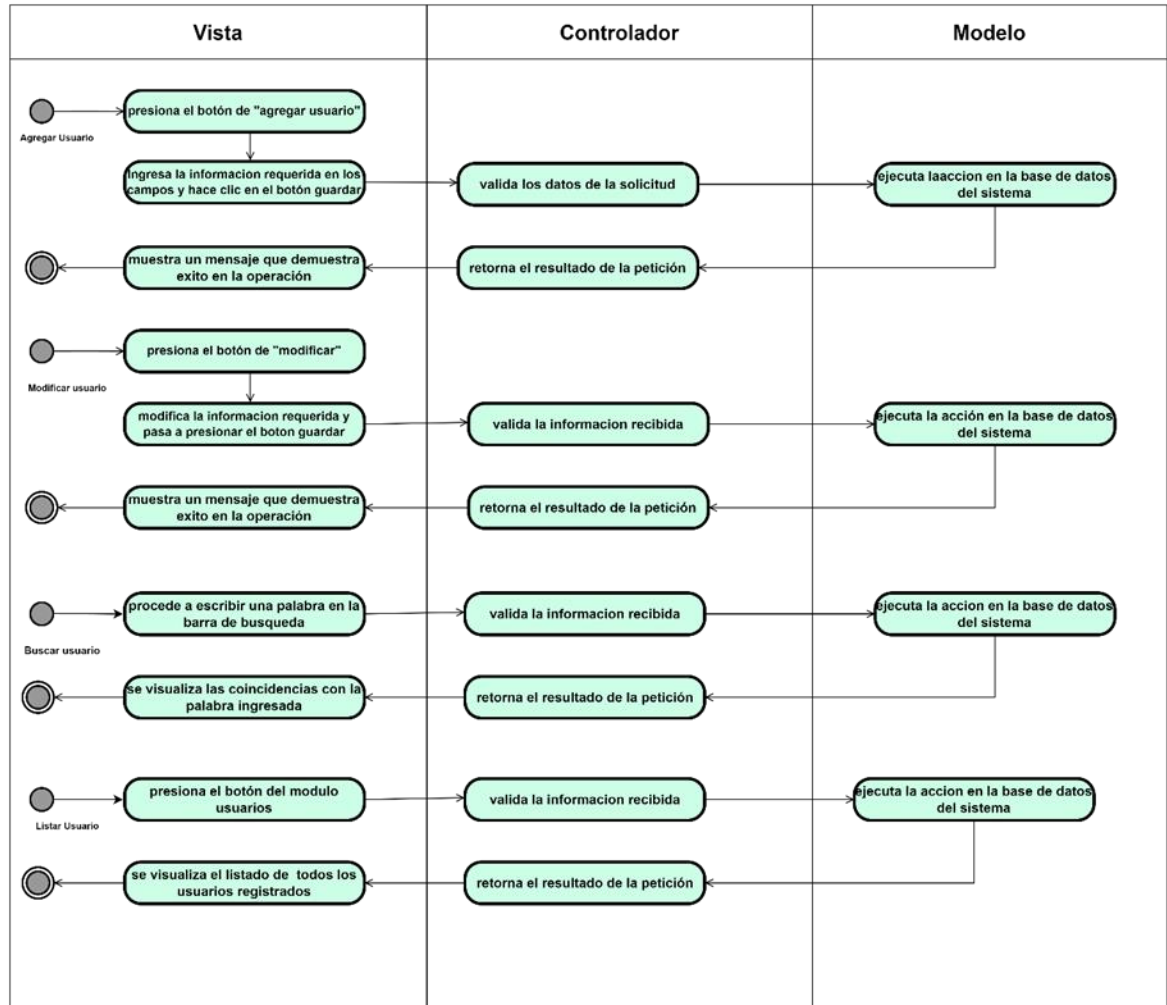 Vista
Controlador
Modelo
presiona el botón de "agregar usuario"
Agregar Usuario
Ingresa la informacion requerida en los
campos y hace clic en el botón guardar
valida los datos de la solicitud
ejecuta laaccion en la base de datos
del sistema
muestra un mensaje que demuestra
exito en la operación
retorna el resultado de la petición
presiona el botón de "modificar"
Modificar usuario
modifica la informacion requerida y
pasa a presionar el boton guardar
valida la informacion recibida
ejecuta la acción en la base de datos
del sistema
muestra un mensaje que demuestra
exito en la operación
retorna el resultado de la petición
procede a escribir una palabra en la
barra de busqueda
Buscar usuario
valida la informacion recibida
ejecuta la accion en la base de datos
del sistema
se visualiza las coincidencias con la
palabra ingresada
retorna el resultado de la petición
presiona el botón del modulo
usuarios
Listar Usuario
valida la informacion recibida
ejecuta la accion en la base de datos
del sistema
se visualiza el listado de todos los
usuarios registrados
retorna el resultado de la petición